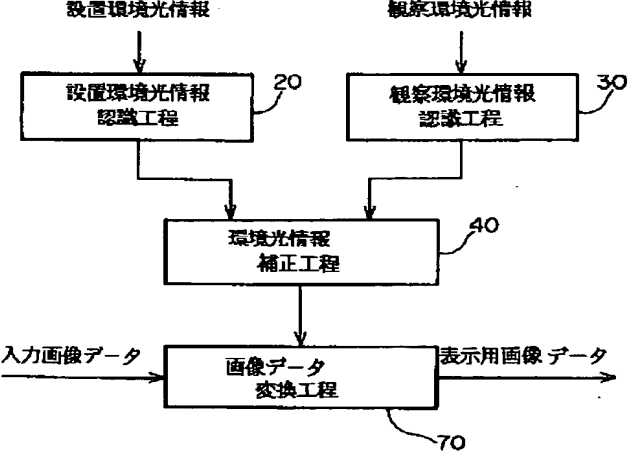 設置環境光情報
観察環境光情報
設置環境光情報
認識工程
20
観察環境光情報
認識工程
30
環境光情報
補正工程
40
入力画像データ
画像データ
変換工程
表示用画像データ
70